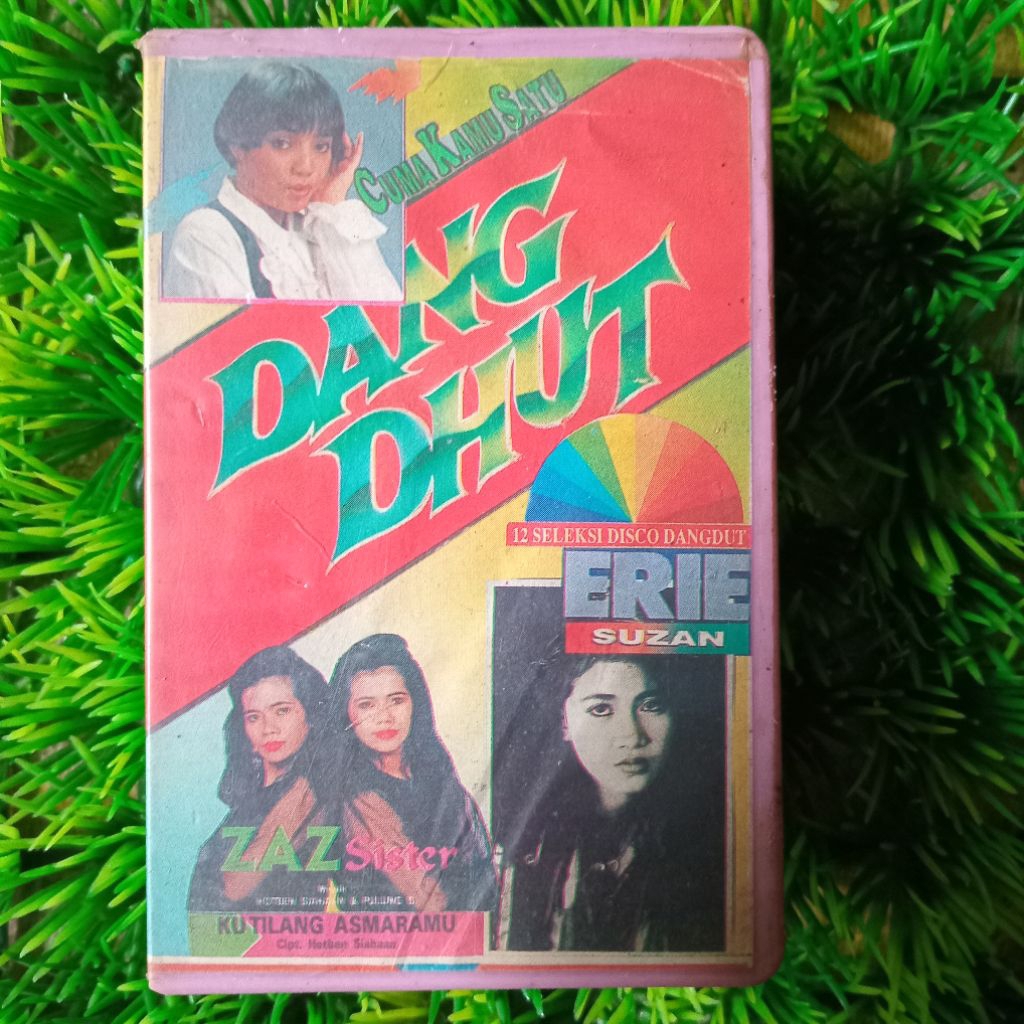 CUMA KAMU SATU
DANG
DHUT
12 SELEKSI DISCO DANGDUT
ERIE
SUZAN
ZAZ Sister
KUTILANG ASMARAMU
Cipt. Hotben Siahaan